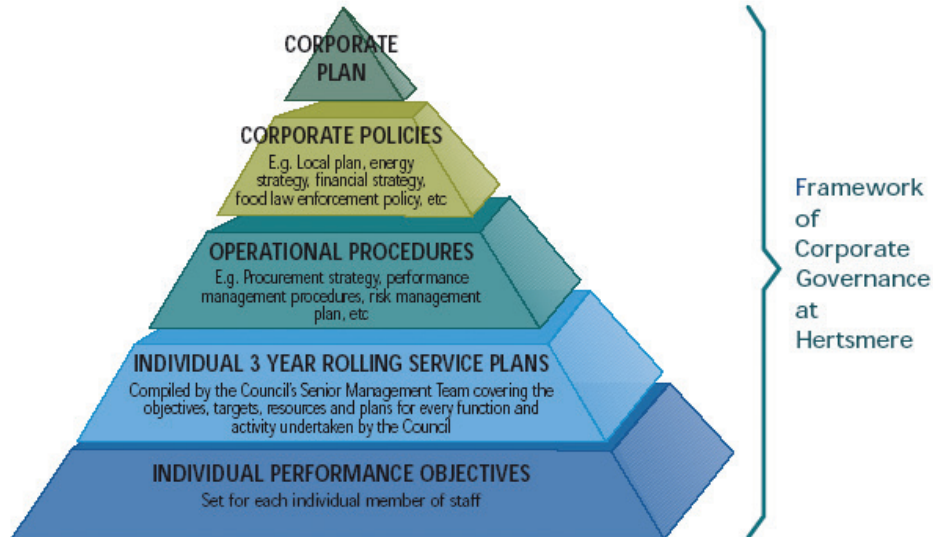 CORPORATE
PLAN
CORPORATE POLICIES
E.g. Local plan, energy
strategy, financial strategy,
food law enforcement policy, etc
OPERATIONAL PROCEDURES
E.g. Procurement strategy, performance
management procedures, risk management
plan, etc
INDIVIDUAL 3 YEAR ROLLING SERVICE PLANS
Compiled by the Council's Senior Management Team covering the
objectives, targets, resources and plans for every function and
activity undertaken by the Council
INDIVIDUAL PERFORMANCE OBJECTIVES
Set for each individual member of staff
Framework
of
Corporate
Governance
at
Hertsmere